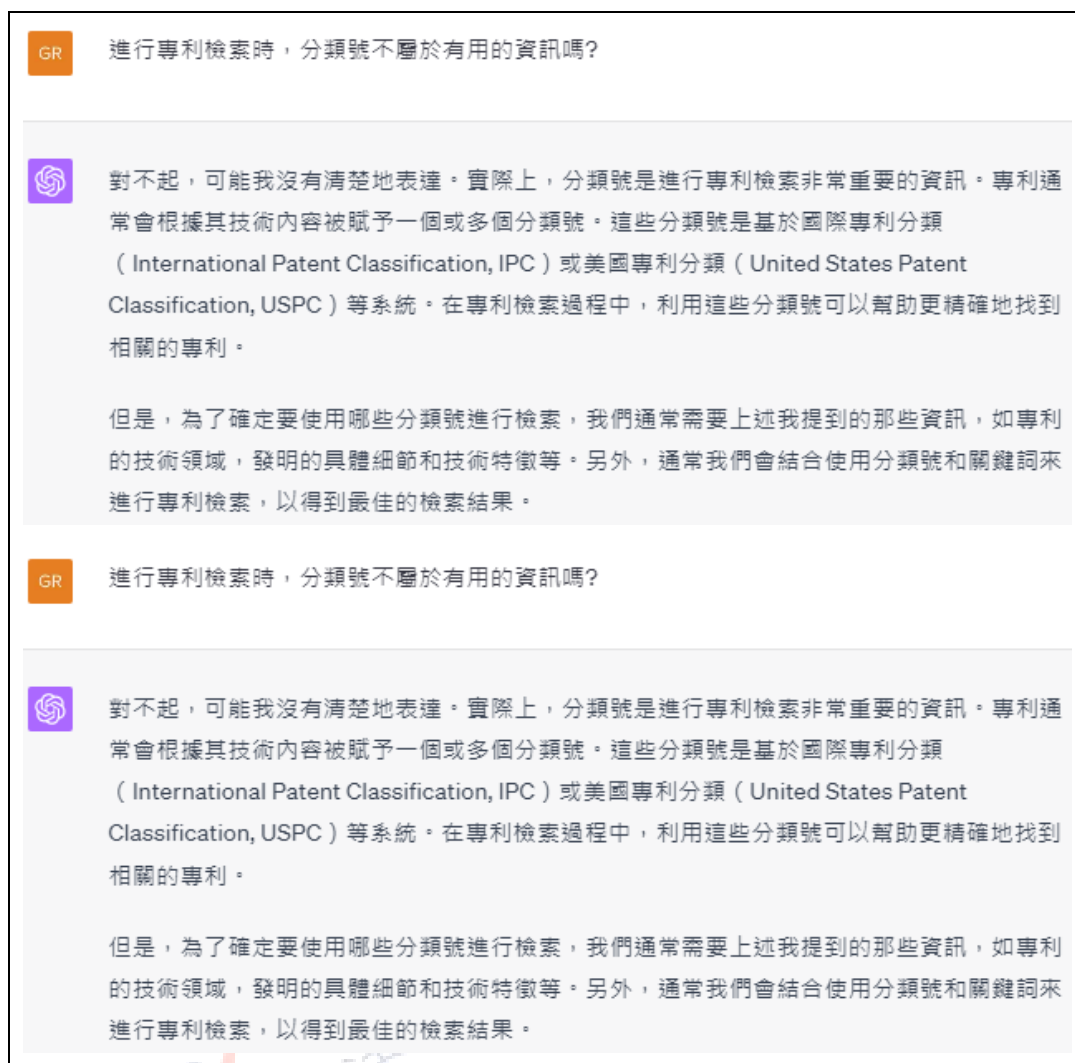 GR
進行專利檢索時，分類號不屬於有用的資訊嗎?
對不起，可能我沒有清楚地表達。實際上，分類號是進行專利檢索非常重要的資訊。專利通
常會根據其技術內容被賦予一個或多個分類號。這些分類號是基於國際專利分類
（International Patent Classification, IPC）或美國專利分類（United States Patent
Classification, USPC）等系統。在專利檢索過程中，利用這些分類號可以幫助更精確地找到
相關的專利。
但是，為了確定要使用哪些分類號進行檢索，我們通常需要上述我提到的那些資訊，如專利
的技術領域，發明的具體細節和技術特徵等。另外，通常我們會結合使用分類號和關鍵詞來
進行專利檢索，以得到最佳的檢索結果。
GR
進行專利檢索時，分類號不屬於有用的資訊嗎?
對不起，可能我沒有清楚地表達。實際上，分類號是進行專利檢索非常重要的資訊。專利通
常會根據其技術內容被賦予一個或多個分類號。這些分類號是基於國際專利分類
（International Patent Classification, IPC）或美國專利分類（United States Patent
Classification, USPC）等系統。在專利檢索過程中，利用這些分類號可以幫助更精確地找到
相關的專利。
但是，為了確定要使用哪些分類號進行檢索，我們通常需要上述我提到的那些資訊，如專利
的技術領域，發明的具體細節和技術特徵等。另外，通常我們會結合使用分類號和關鍵詞來
進行專利檢索，以得到最佳的檢索結果。